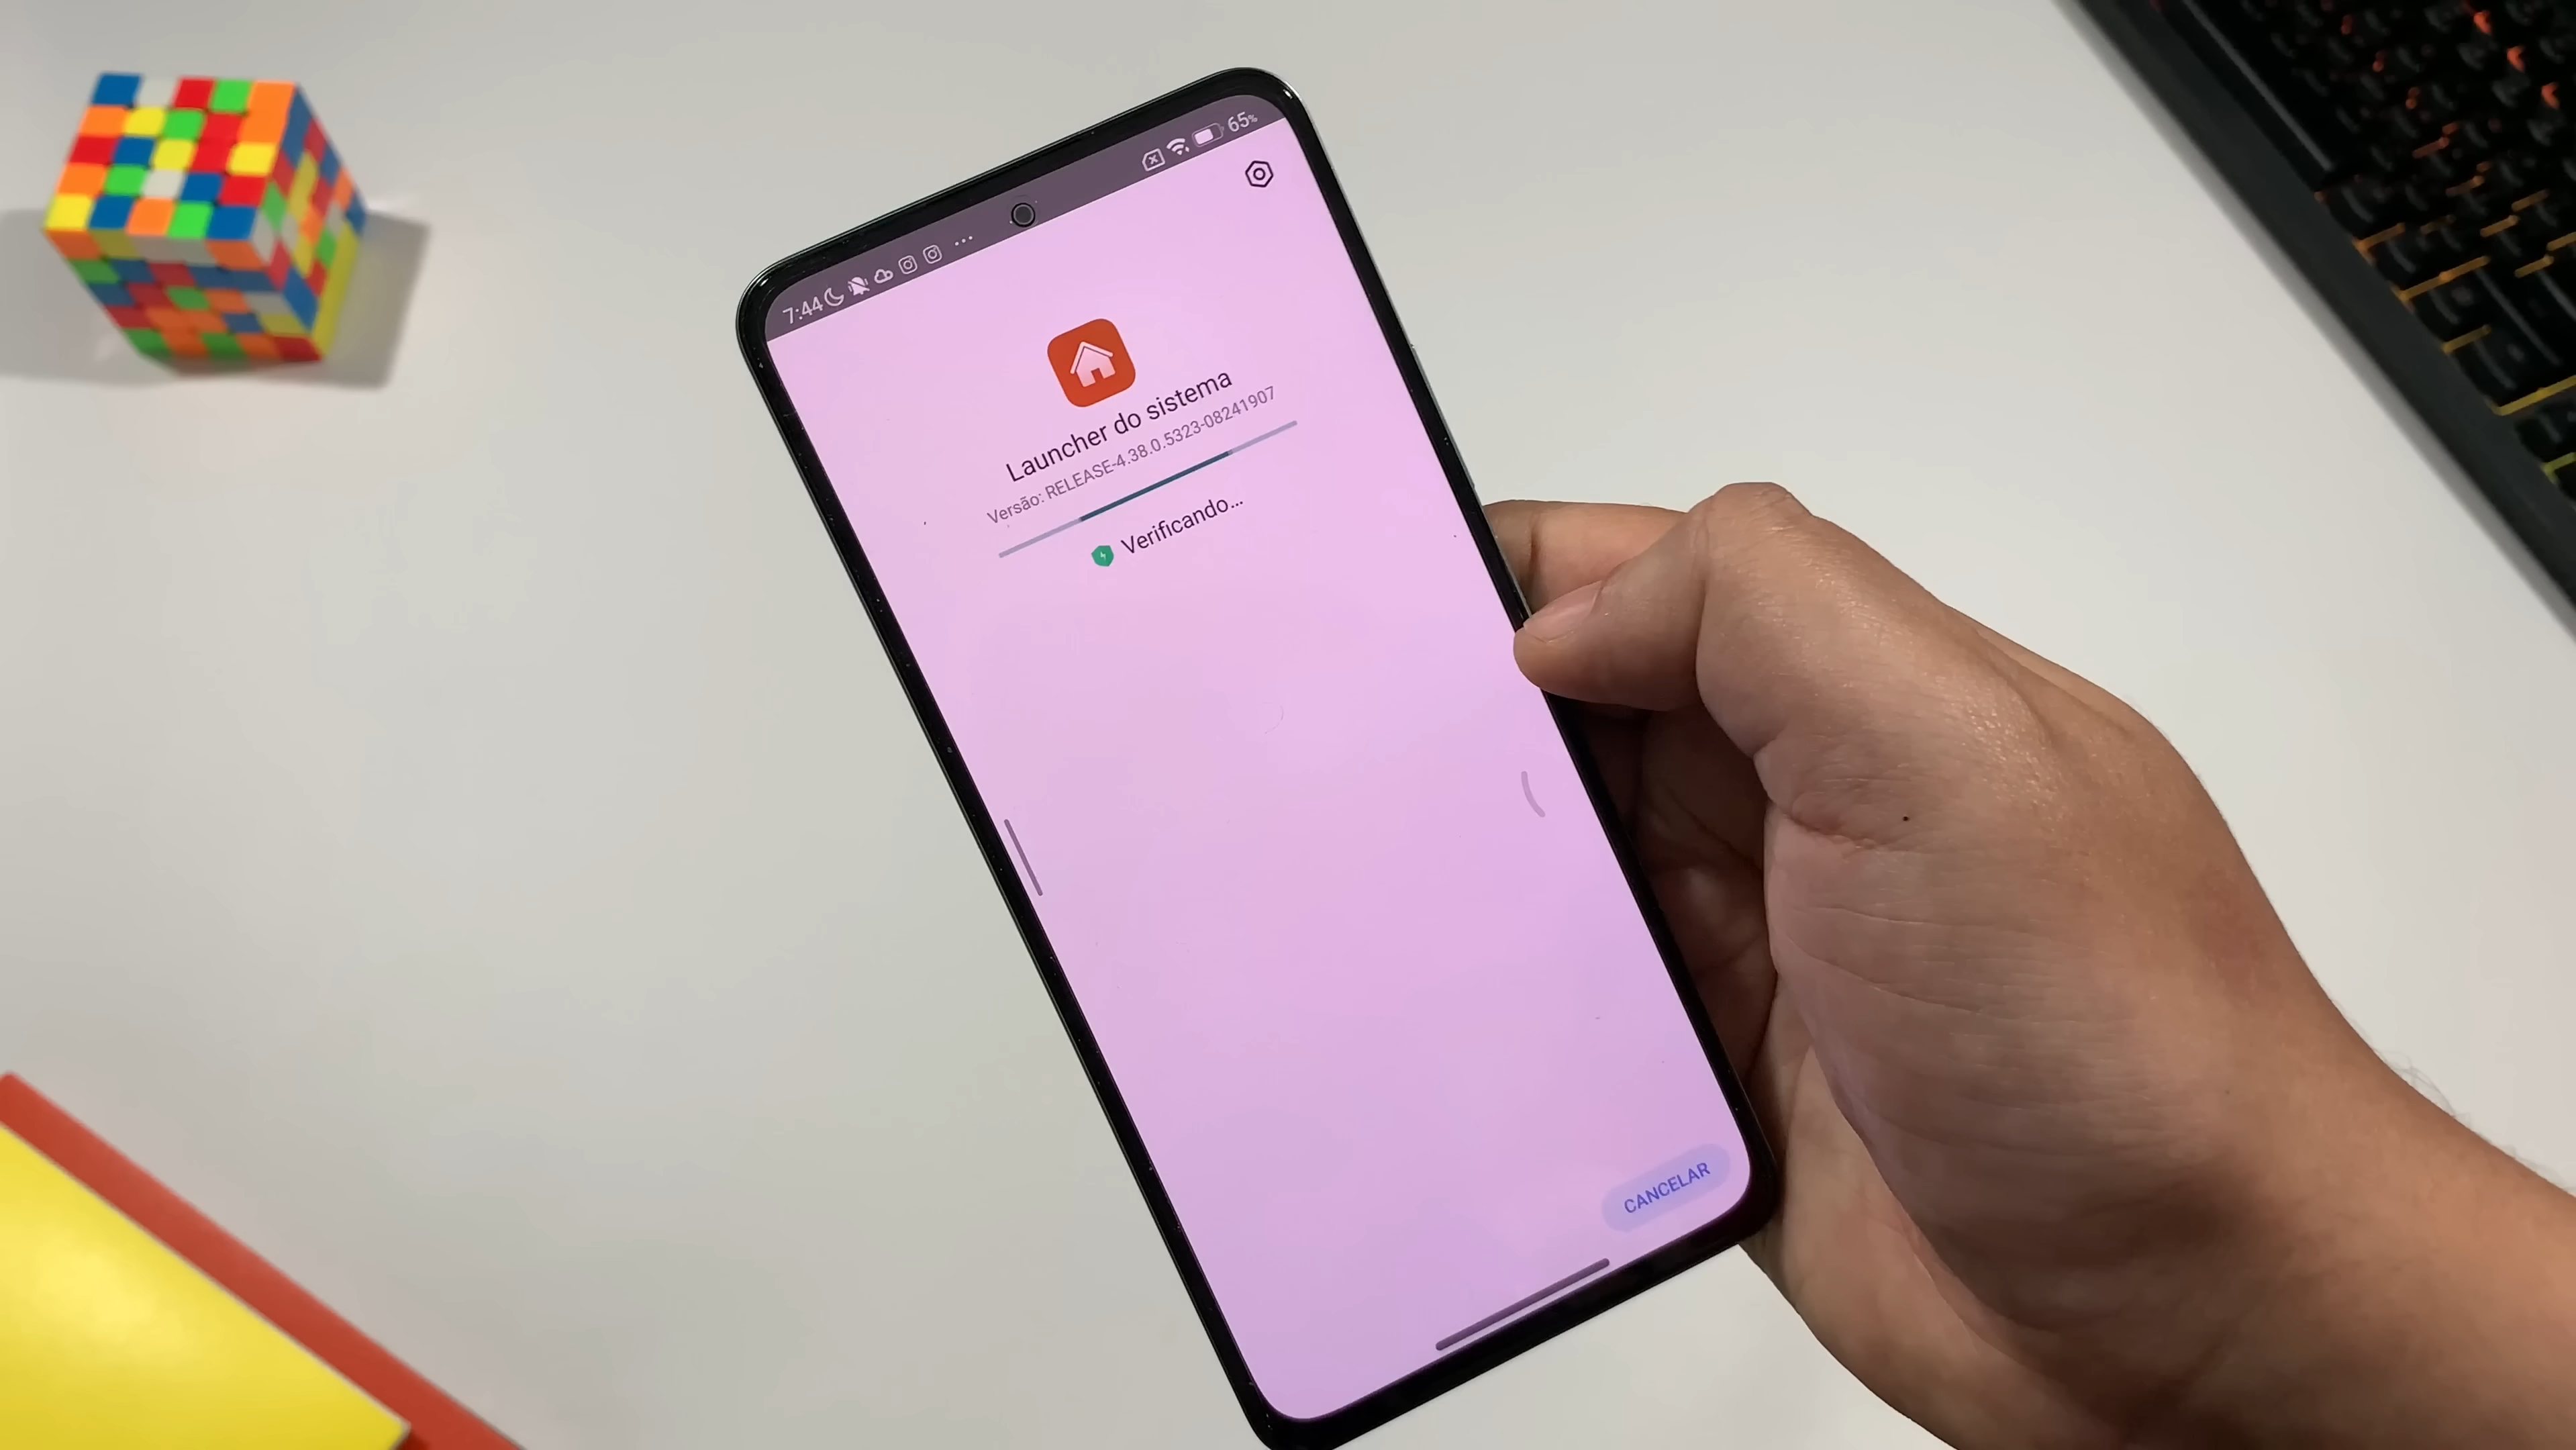 7:44
65%
Launcher do sistema
Versão: RELEASE-4.38.0.5323-08241907
Verificando...
CANCELAR